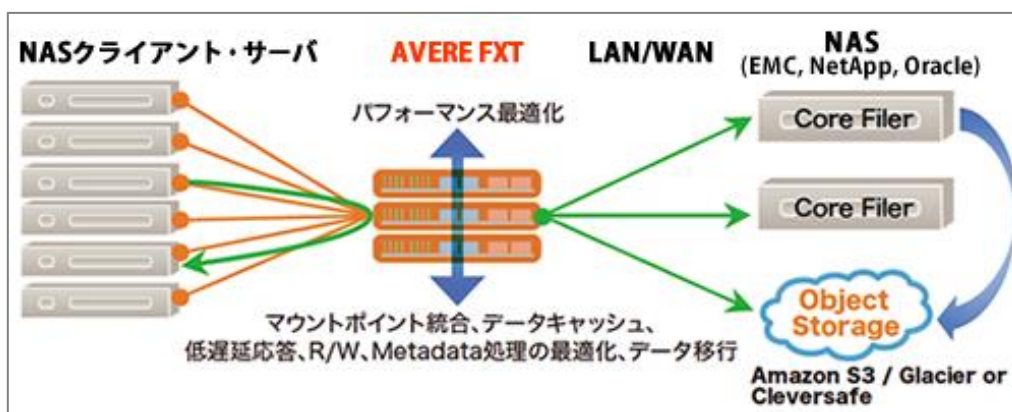 NASクライアント・サーバ
AVERE FXT
LAN/WAN
NAS
(EMC, NetApp, Oracle)
パフォーマンス最適化
Core Filer
Core Filer
Object
Storage
マウントポイント統合、データキャッシュ、
低遅延応答、R/W、Metadata処理の最適化、データ移行
Amazon S3 / Glacier or
Cleversafe